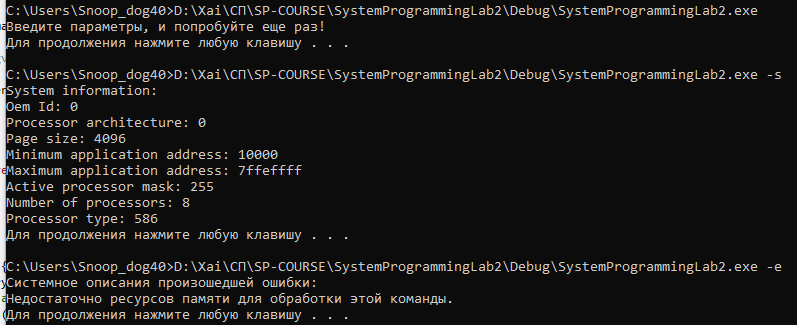 C:\Users\Snoop_dog40>D:\Xai\СП\SP-COURSE\SystemProgrammingLab2\Debug\SystemProgrammingLab2.exe
Введите параметры, и попробуйте еще раз!
Для продолжения нажмите любую клавишу . . .
C:\Users\Snoop_dog40>D:\Xai\СП\SP-COURSE\SystemProgrammingLab2\Debug\SystemProgrammingLab2.exe -s
System information:
Oem Id: 0
Processor architecture: 0
Page size: 4096
Minimum application address: 10000
Maximum application address: 7ffeffff
Active processor mask: 255
Number of processors: 8
Processor type: 586
Для продолжения нажмите любую клавишу . . .
C:\Users\Snoop_dog40>D:\Xai\СП\SP-COURSE\SystemProgrammingLab2\Debug\SystemProgrammingLab2.exe -e
Системное описания произошедшей ошибки:
Недостаточно ресурсов памяти для обработки этой команды.
Для продолжения нажмите любую клавишу . . .